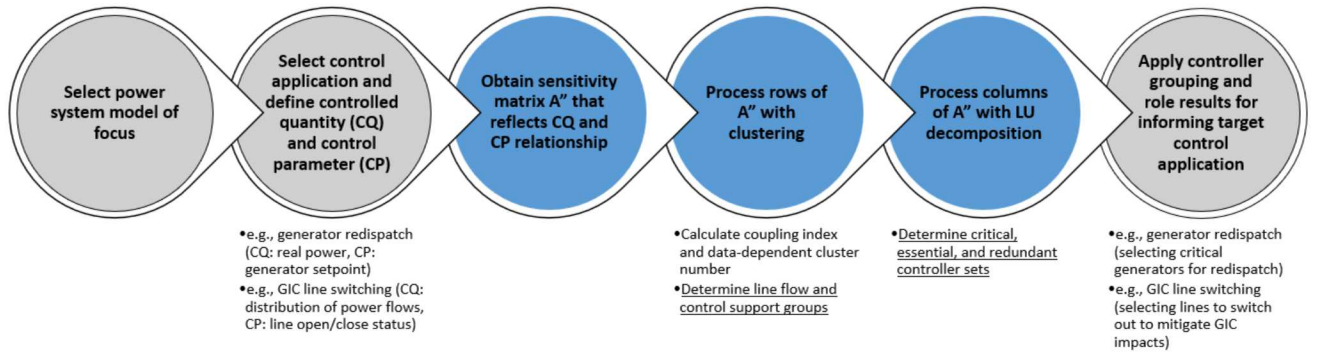 Select power
system model of
focus
Select control
application and
define controlled
quantity (CQ)
and control
parameter (CP)
•e.g., generator redispatch
(CQ: real power, CP:
generator setpoint)
•e.g., GIC line switching (CQ:
distribution of power flows,
CP: line open/close status)
Obtain sensitivity
matrix A” that
reflects CQ and
CP relationship
Process rows of
A” with
clustering
•Calculate coupling index
and data-dependent cluster
number
•Determine line flow and
control support groups
Process columns
of A” with LU
decomposition
•Determine critical,
essential, and redundant
controller sets
Apply controller
grouping and
role results for
informing target
control
application
•e.g., generator redispatch
(selecting critical
generators for redispatch)
•e.g., GIC line switching
(selecting lines to switch
out to mitigate GIC
impacts)